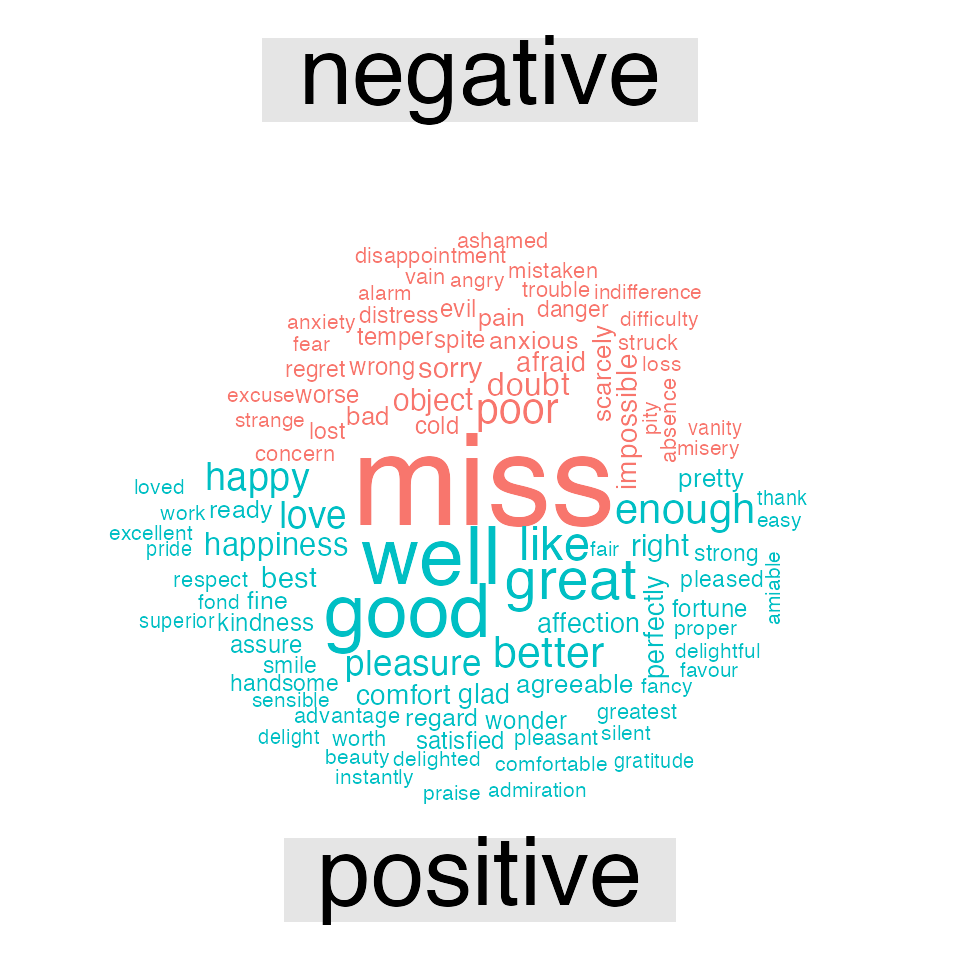 negative
ashamed
disappointment
vain angry mistaken
alarm trouble indifference
distress evil pain danger
anxiety temper spite anxious difficulty
fear struck
regret wrong sorry afraid scarcely loss
excuse worse object doubt impossible
strange bad poor pity absence
lost cold vanity
concern misery
miss
happy pretty
loved enough thank
work ready love easy
excellent
pride happiness well like fair right strong
respect best great pleased amiable
fond fine good perfectly fortune
superior kindness affection proper
assure better delightful
smile pleasure favour
handsome agreeable fancy
sensible comfort glad
advantage regard wonder greatest
delight worth satisfied pleasant silent
beauty delighted comfortable gratitude
instantly
praise admiration
positive